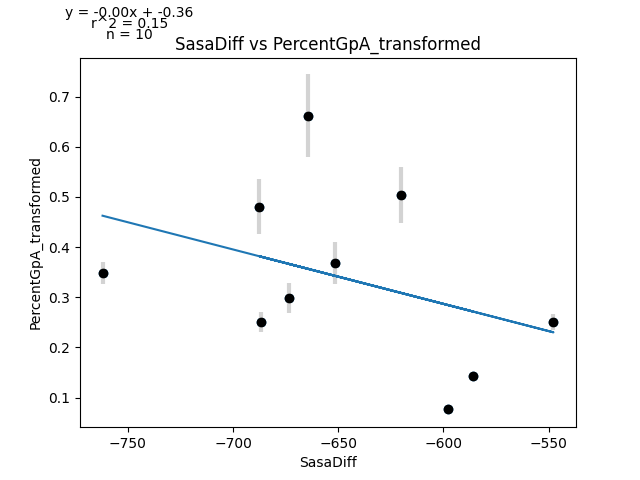 y = -0.00x + -0.36
r^2 = 0.15
n = 10
SasaDiff vs PercentGpA_transformed
PercentGpA_transformed
0.7
0.6
0.5
0.4
0.3
0.2
0.1
−750
−700
−650
−600
−550
SasaDiff